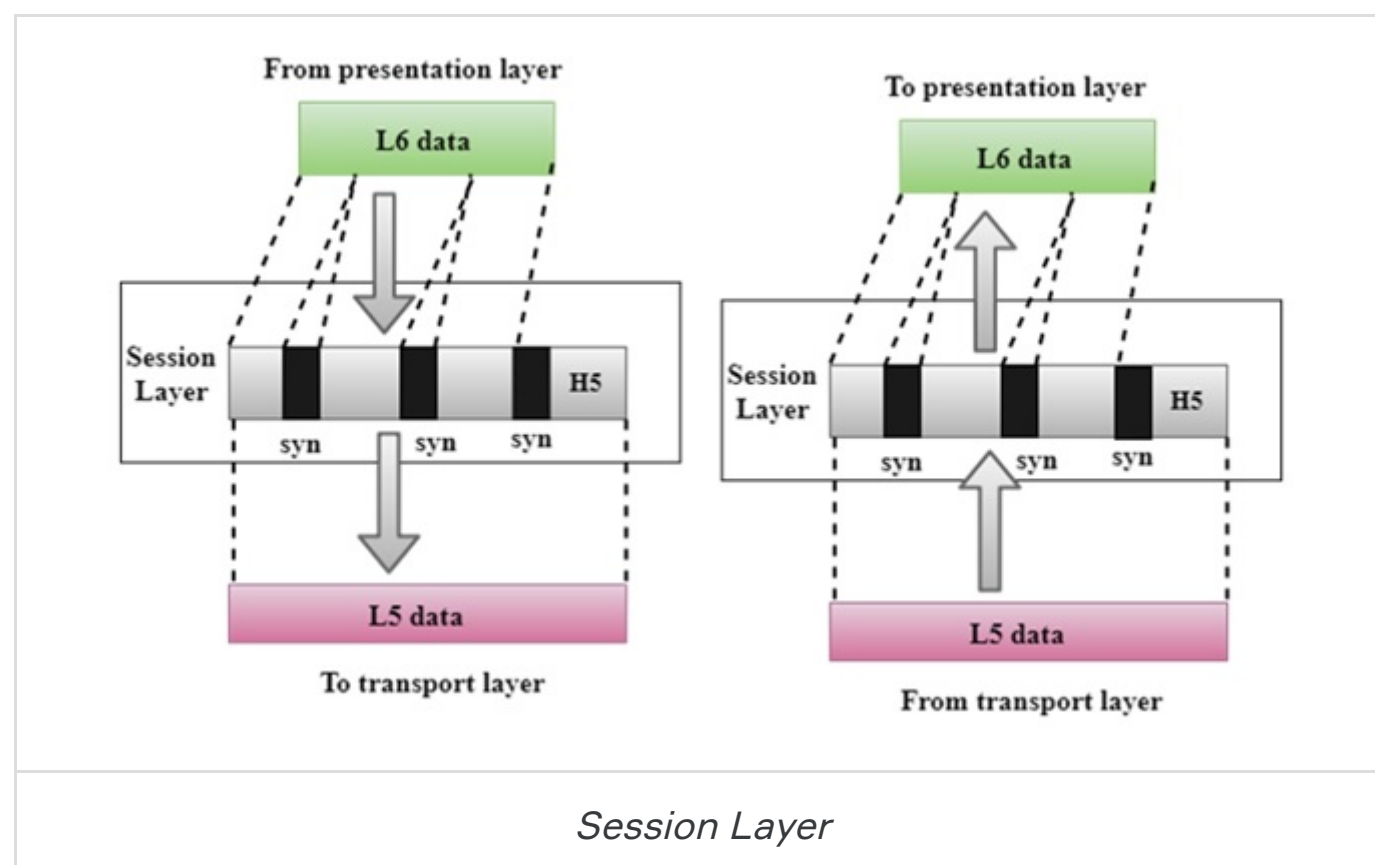 From presentation layer
L6 data
Session
Layer
H5
syn
syn
syn
L5 data
To transport layer
To presentation layer
L6 data
Session
Layer
H5
syn
syn
syn
L5 data
From transport layer
Session Layer